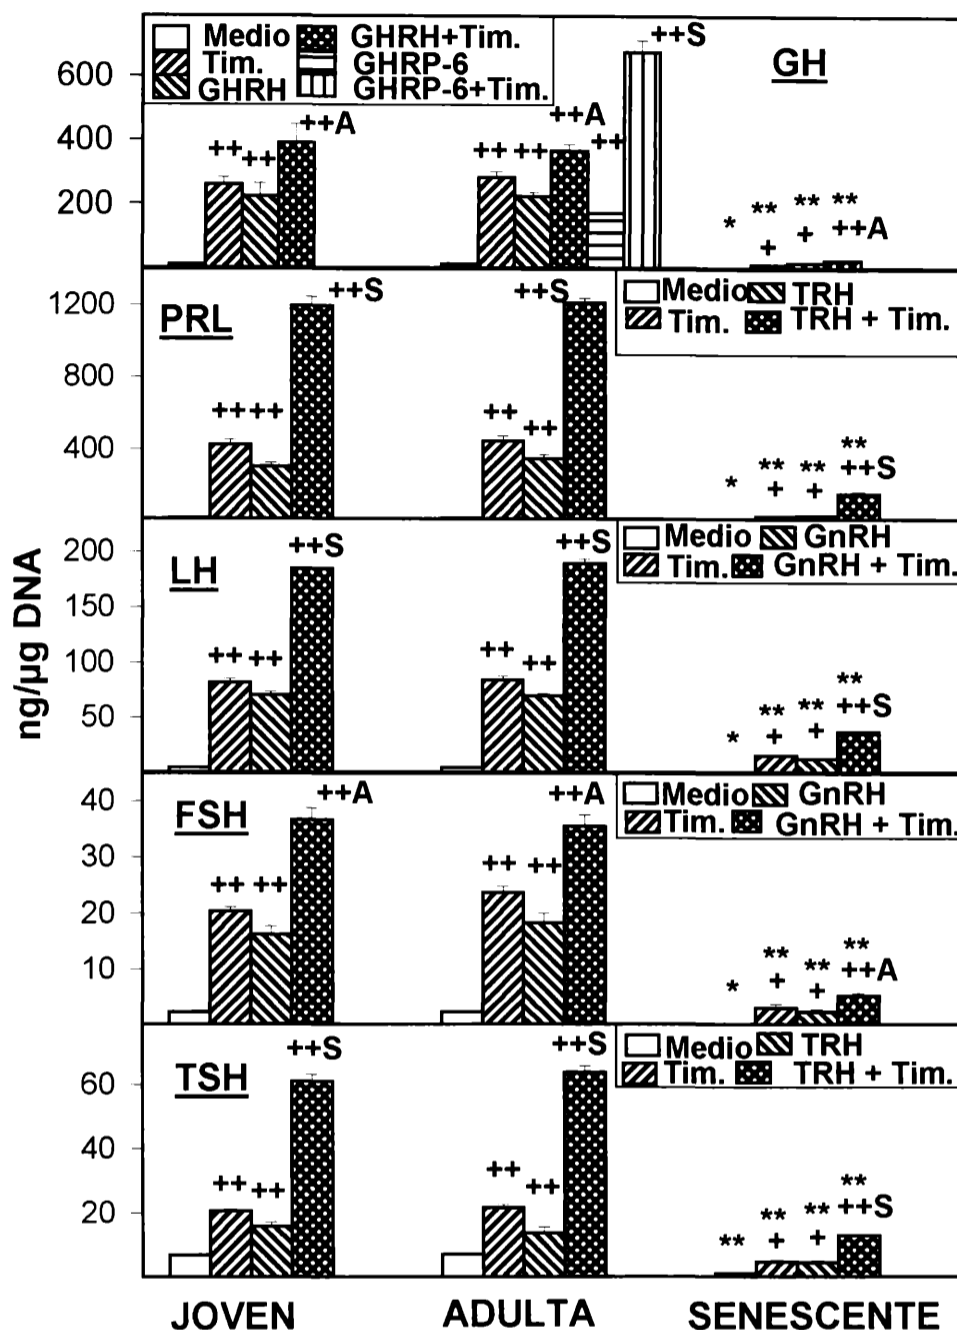 Medio GHRH+Tim.
Tim. GHRP-6
GHRH GHRP-6+Tim.
GH
600
400
200
++ ++ ++A
++ ++ ++A ++ ++S
* ** ** **
+ + ++A
PRL
Medio TRH
Tim. TRH + Tim.
1200
800
400
++ ++ ++S
++ ++ ++S
* ** ** **
+ + ++S
LH
Medio GnRH
Tim. GnRH + Tim.
200
150
100
50
++ ++ ++S
++ ++ ++S
* ** ** **
+ + ++S
FSH
Medio GnRH
Tim. GnRH + Tim.
40
30
20
10
++ ++ ++A
++ ++ ++A
* ** ** **
+ + ++A
TSH
Medio TRH
Tim. TRH + Tim.
60
40
20
++ ++ ++S
++ ++ ++S
** ** ** **
+ + ++S
ng/µg DNA
JOVEN ADULTA SENESCENTE